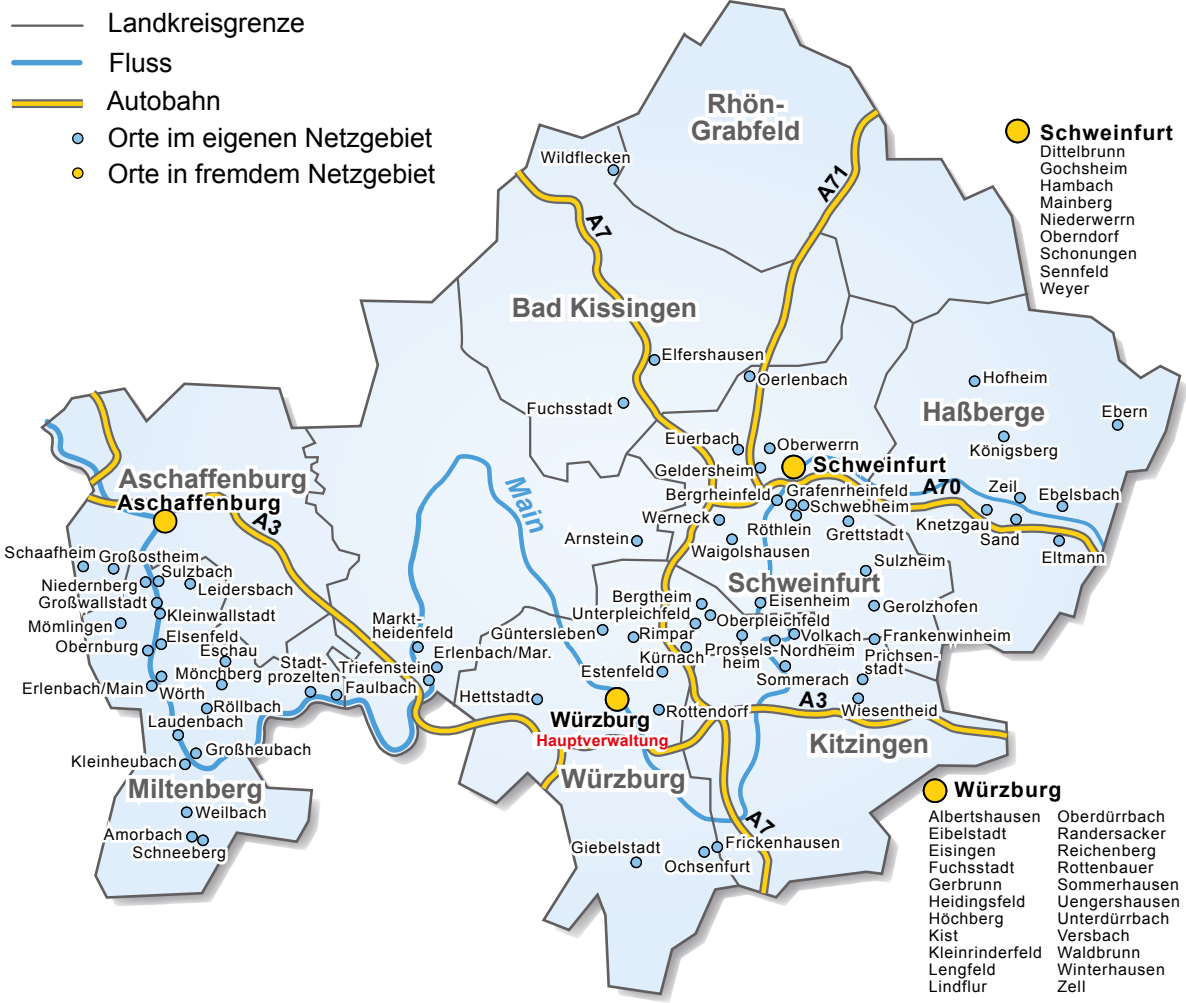 Landkreisgrenze
Fluss
Autobahn
Orte im eigenen Netzgebiet
Orte in fremdem Netzgebiet
Rhön-
Grabfeld
Schweinfurt
Dittelbrunn
Gochsheim
Hambach
Mainberg
Niederwerrn
Oberndorf
Schonungen
Sennfeld
Weyer
Wildflecken
A71
A7
Bad Kissingen
Elfershausen
Oerlenbach
Hofheim
Fuchsstadt
Haßberge
Ebern
Euerbach
Oberwerrn
Königsberg
Geldersheim
Schweinfurt
Aschaffenburg
Aschaffenburg
A3
Main
Bergrheinfeld
Grafenrheinfeld
A70
Zeil
Ebelsbach
Schwebheim
Werneck
Röthlein
Grettstadt
Knetzgau
Sand
Eltmann
Arnstein
Waigolshausen
Schaafheim
Großostheim
Sulzbach
Niedernberg
Leidersbach
Sulzheim
Schweinfurt
Großwallstadt
Kleinwallstadt
Bergtheim
Eisenheim
Gerolzhofen
Mömlingen
Unterpleichfeld
Oberpleichfeld
Markt-
heidenfeld
Güntersleben
Rimpar
Volkach
Frankenwinheim
Elsenfeld
Obernburg
Eschau
Erlenbach/Mar.
Kürnach
Prossels-
heim
Nordheim
Prichsen-
stadt
Stadt-
prozelten
Triefenstein
Estenfeld
Sommerach
Mönchberg
Erlenbach/Main
Wörth
Faulbach
Hettstadt
Röllbach
Rottendorf
A3
Wiesentheid
Laudenbach
Würzburg
Hauptverwaltung
Kitzingen
Großheubach
Kleinheubach
Miltenberg
Würzburg
Weilbach
Amorbach
Schneeberg
A7
Giebelstadt
Frickenhausen
Ochsenfurt
Würzburg
Albertshausen
Eibelstadt
Eisingen
Fuchsstadt
Gerbrunn
Heidingsfeld
Höchberg
Kist
Kleinrinderfeld
Lengfeld
Lindflur
Oberdürrbach
Randersacker
Reichenberg
Rottenbauer
Sommerhausen
Uengershausen
Unterdürrbach
Versbach
Waldbrunn
Winterhausen
Zell